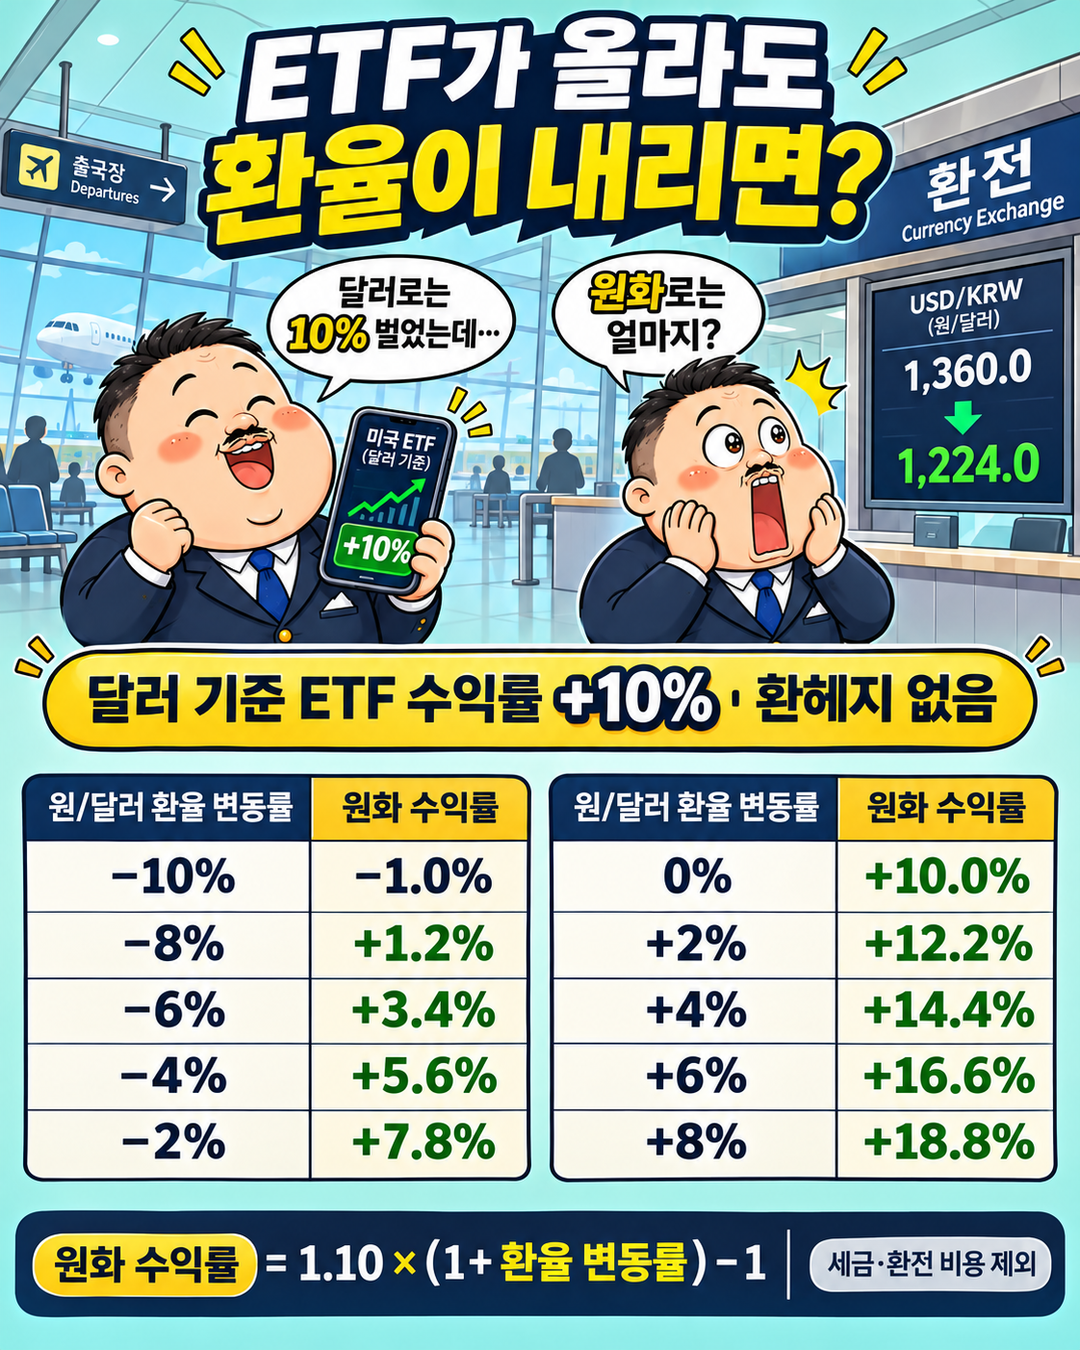 ETF가 올라도
환율이 내리면?
출국장
Departures
환전
Currency Exchange
달러로는
10% 벌었는데…
원화로는
얼마지?
USD/KRW
(원/달러)
1,360.0
1,224.0
미국 ETF
(달러 기준)
+10%
달러 기준 ETF 수익률 +10% · 환헤지 없음
원/달러 환율 변동률 원화 수익률
−10% −1.0%
−8% +1.2%
−6% +3.4%
−4% +5.6%
−2% +7.8%
원/달러 환율 변동률 원화 수익률
0% +10.0%
+2% +12.2%
+4% +14.4%
+6% +16.6%
+8% +18.8%
원화 수익률 = 1.10 × (1+ 환율 변동률) − 1
세금·환전 비용 제외